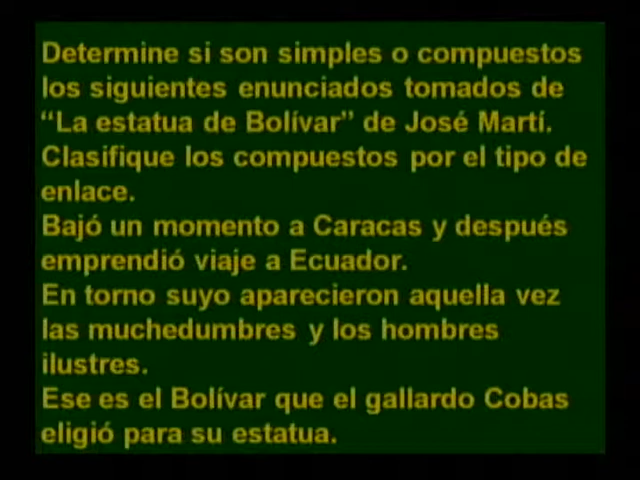 Determine si son simples o compuestos
los siguientes enunciados tomados de
“La estatua de Bolívar” de José Martí.
Clasifique los compuestos por el tipo de
enlace.
Bajó un momento a Caracas y después
emprendió viaje a Ecuador.
En torno suyo aparecieron aquella vez
las muchedumbres y los hombres
ilustres.
Ese es el Bolívar que el gallardo Cobas
eligió para su estatua.